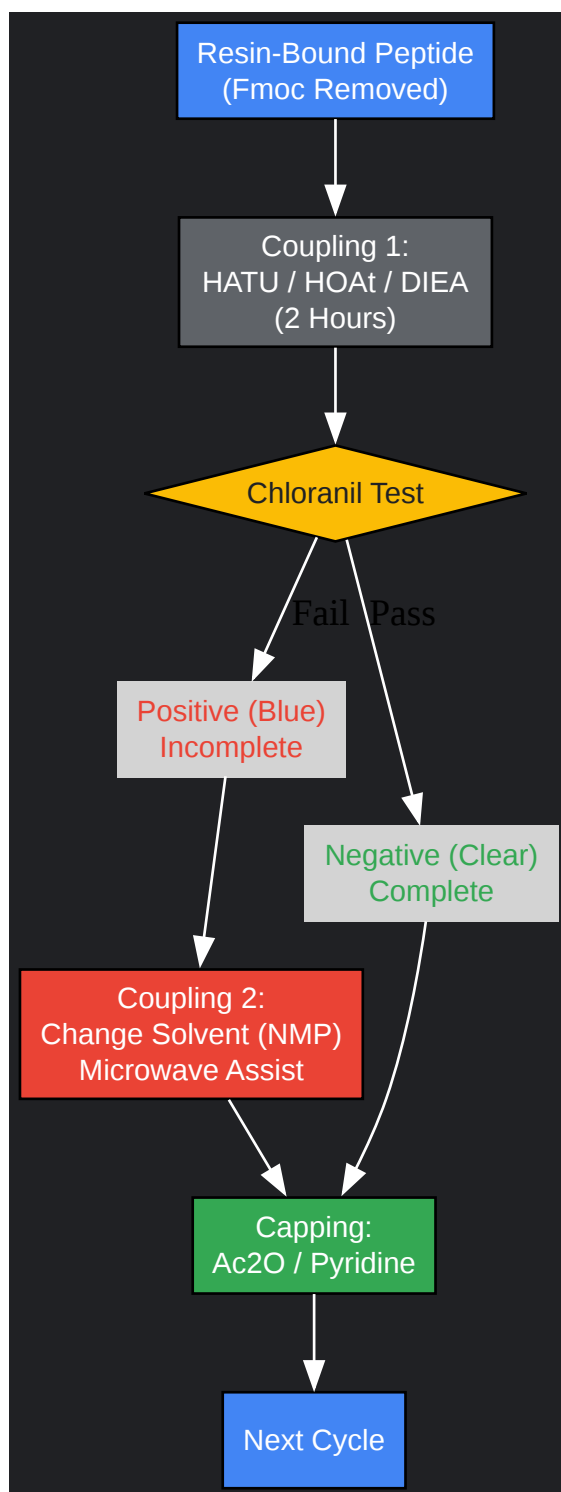 Resin-Bound Peptide
(Fmoc Removed)
Coupling 1:
HATU / HOAt / DIEA
(2 Hours)
Chloranil Test
Fail
Pass
Positive (Blue)
Incomplete
Negative (Clear)
Complete
Coupling 2:
Change Solvent (NMP)
Microwave Assist
Capping:
Ac2O / Pyridine
Next Cycle